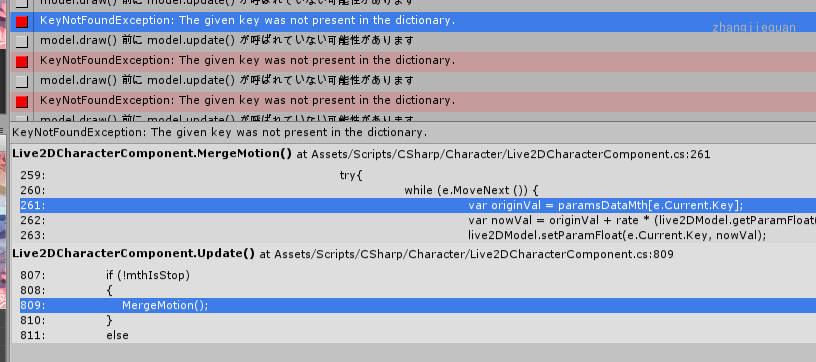 model.draw() 前に model.update() が呼ばれていない可能性があります
KeyNotFoundException: The given key was not present in the dictionary.
zhangjiequan
model.draw() 前に model.update() が呼ばれていない可能性があります
KeyNotFoundException: The given key was not present in the dictionary.
model.draw() 前に model.update() が呼ばれていない可能性があります
KeyNotFoundException: The given key was not present in the dictionary.
model.draw() 前に model.update() が呼ばれていない可能性があります
KeyNotFoundException: The given key was not present in the dictionary.
Live2DCharacterComponent.MergeMotion() at Assets/Scripts/CSharp/Character/Live2DCharacterComponent.cs:261
259: try{
260: while (e.MoveNext ()) {
261: var originVal = paramsDataMth[e.Current.Key];
262: var nowVal = originVal + rate * (live2DModel.getParamFloat(
263: live2DModel.setParamFloat(e.Current.Key, nowVal);
Live2DCharacterComponent.Update() at Assets/Scripts/CSharp/Character/Live2DCharacterComponent.cs:809
807: if (!mthIsStop)
808: {
809: MergeMotion();
810: }
811: else